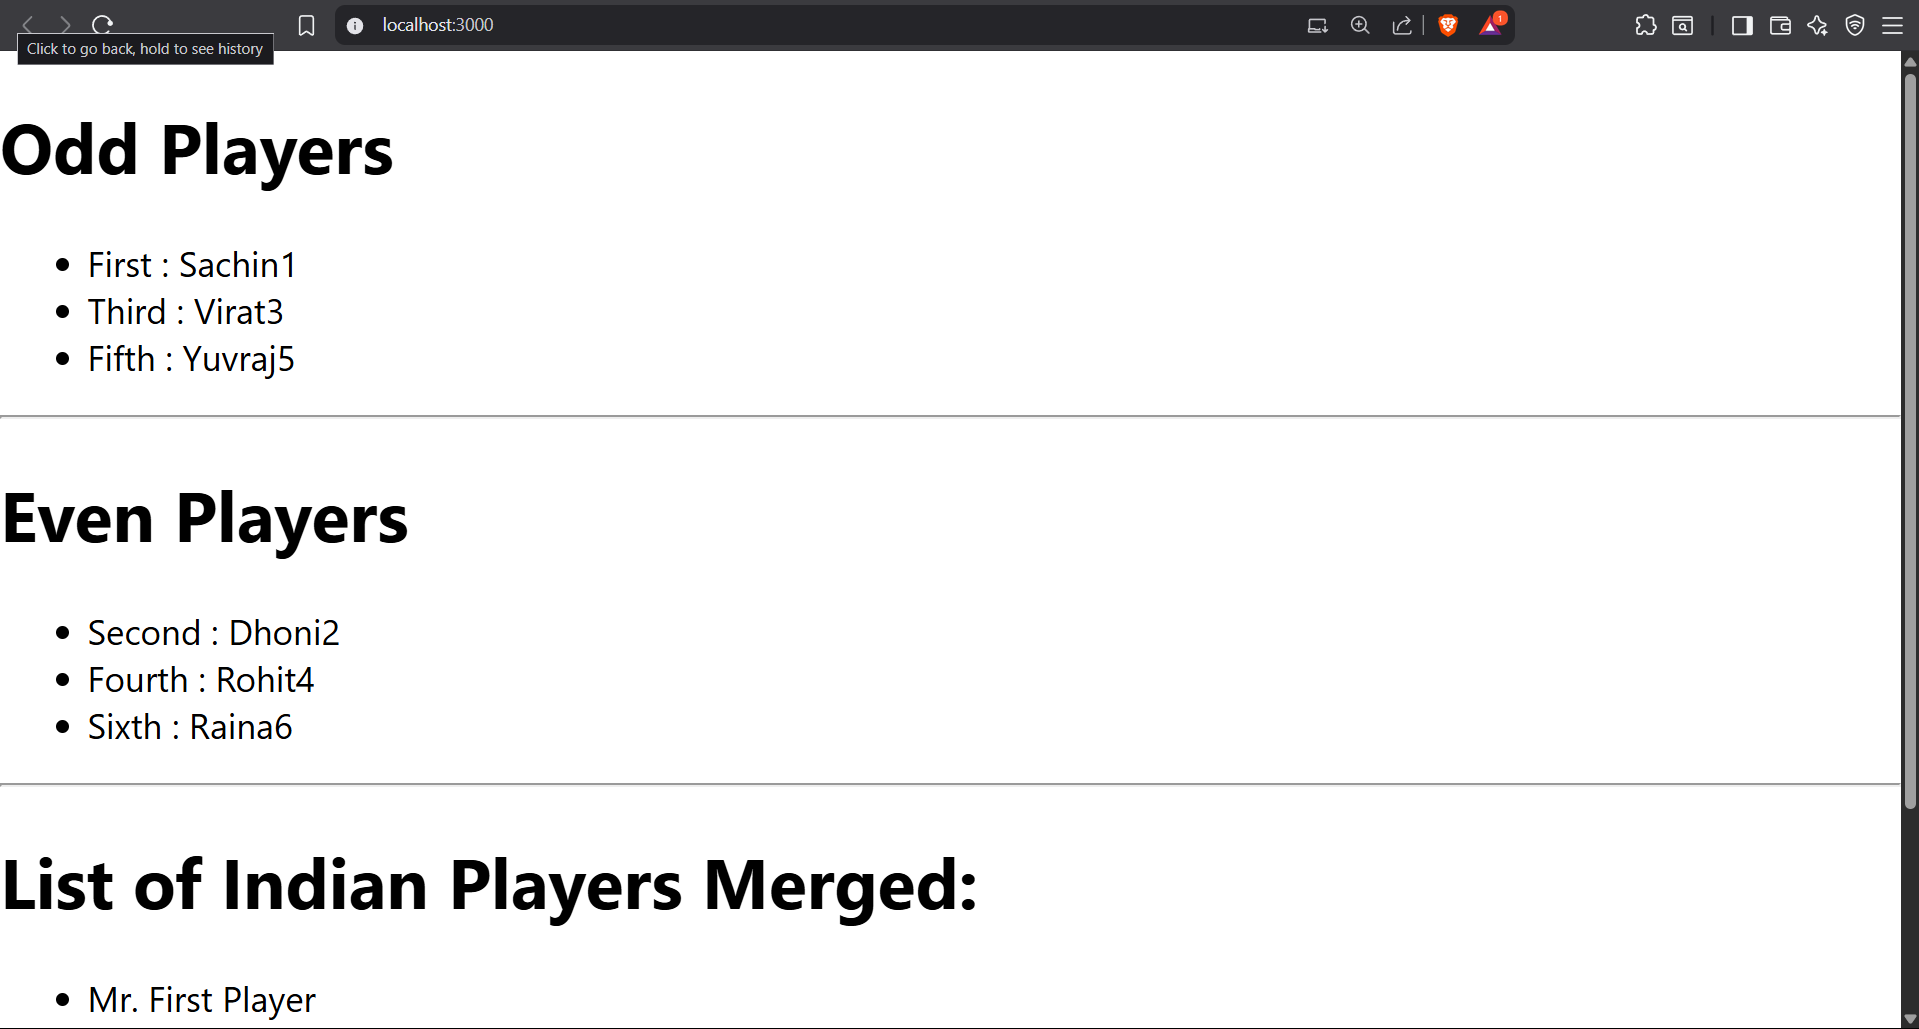 localhost:3000
1
Click to go back, hold to see history
Odd Players
First : Sachin1
Third : Virat3
Fifth : Yuvraj5
Even Players
Second : Dhoni2
Fourth : Rohit4
Sixth : Raina6
List of Indian Players Merged:
Mr. First Player